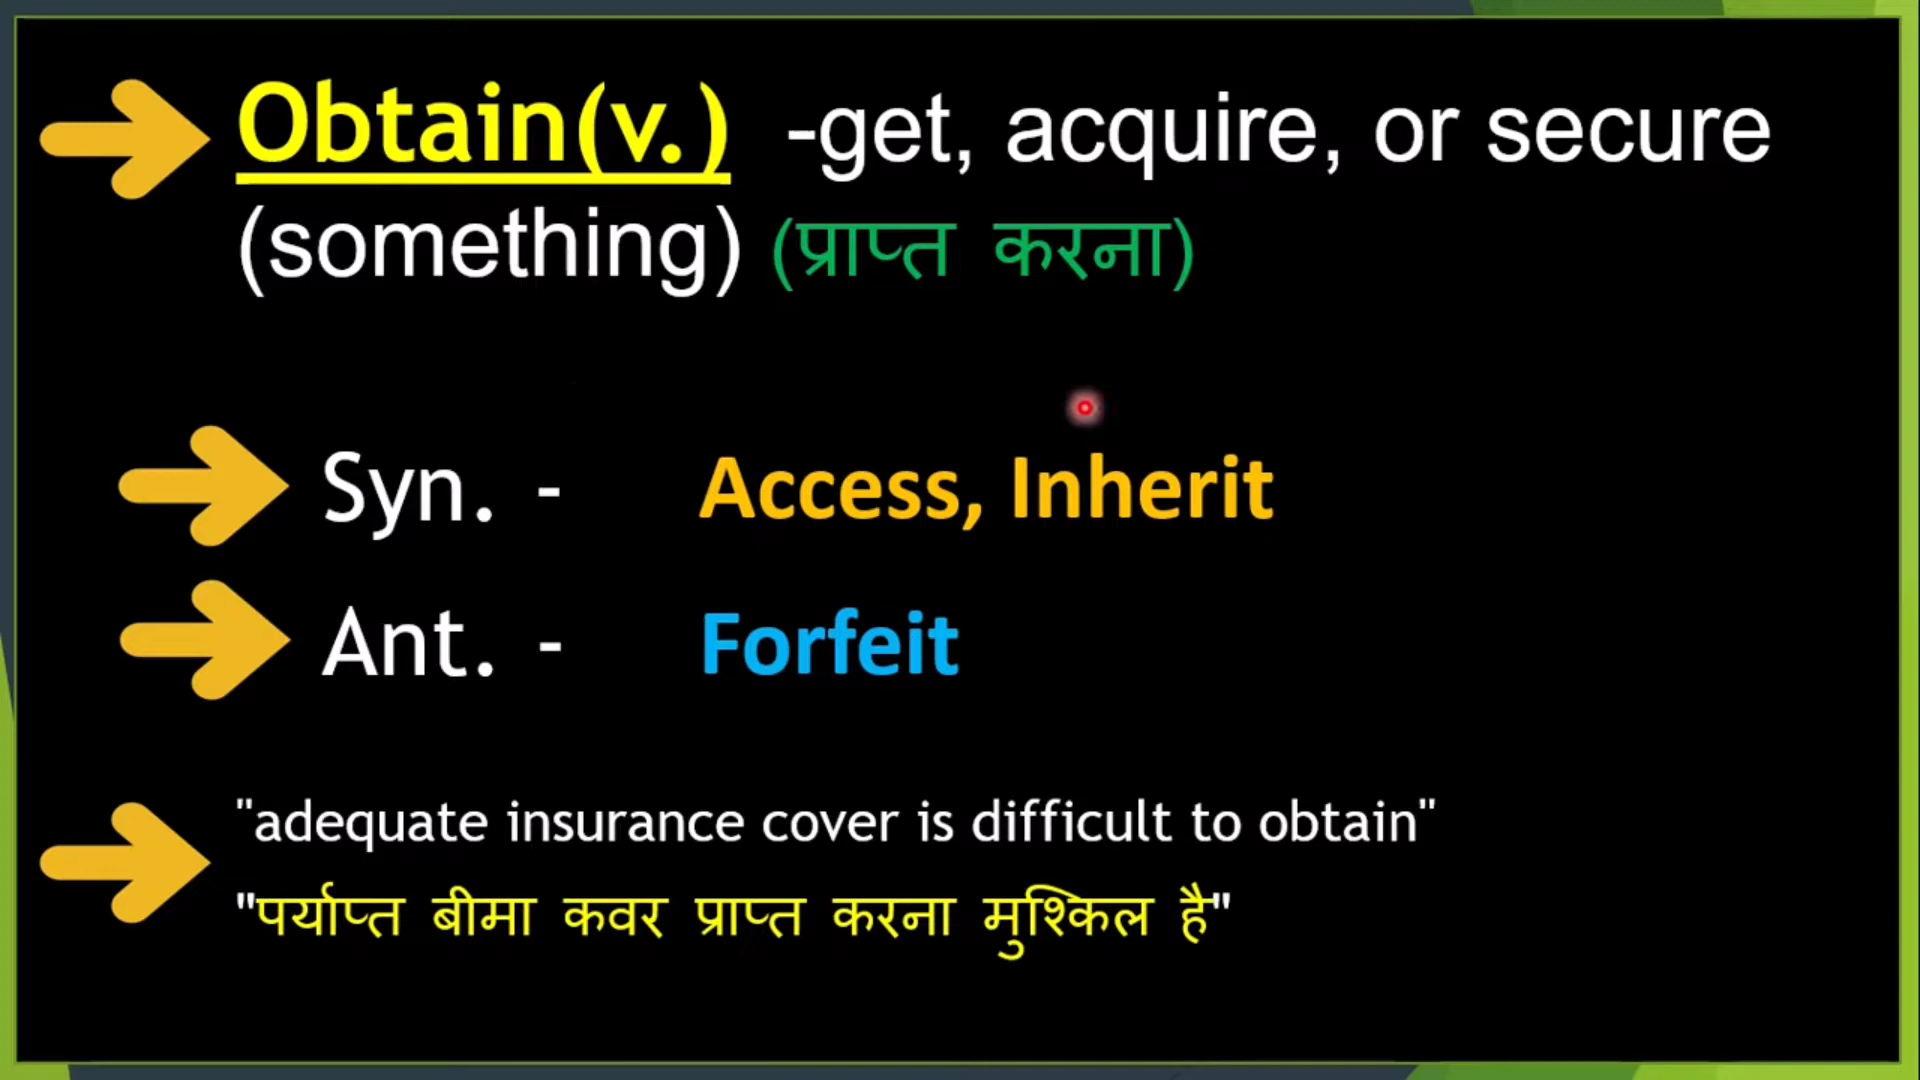 Obtain(v.) -get, acquire, or secure
(something) (प्राप्त करना)
Syn. - Access, Inherit
Ant. - Forfeit
"adequate insurance cover is difficult to obtain"
"पर्याप्त बीमा कवर प्राप्त करना मुश्किल है"